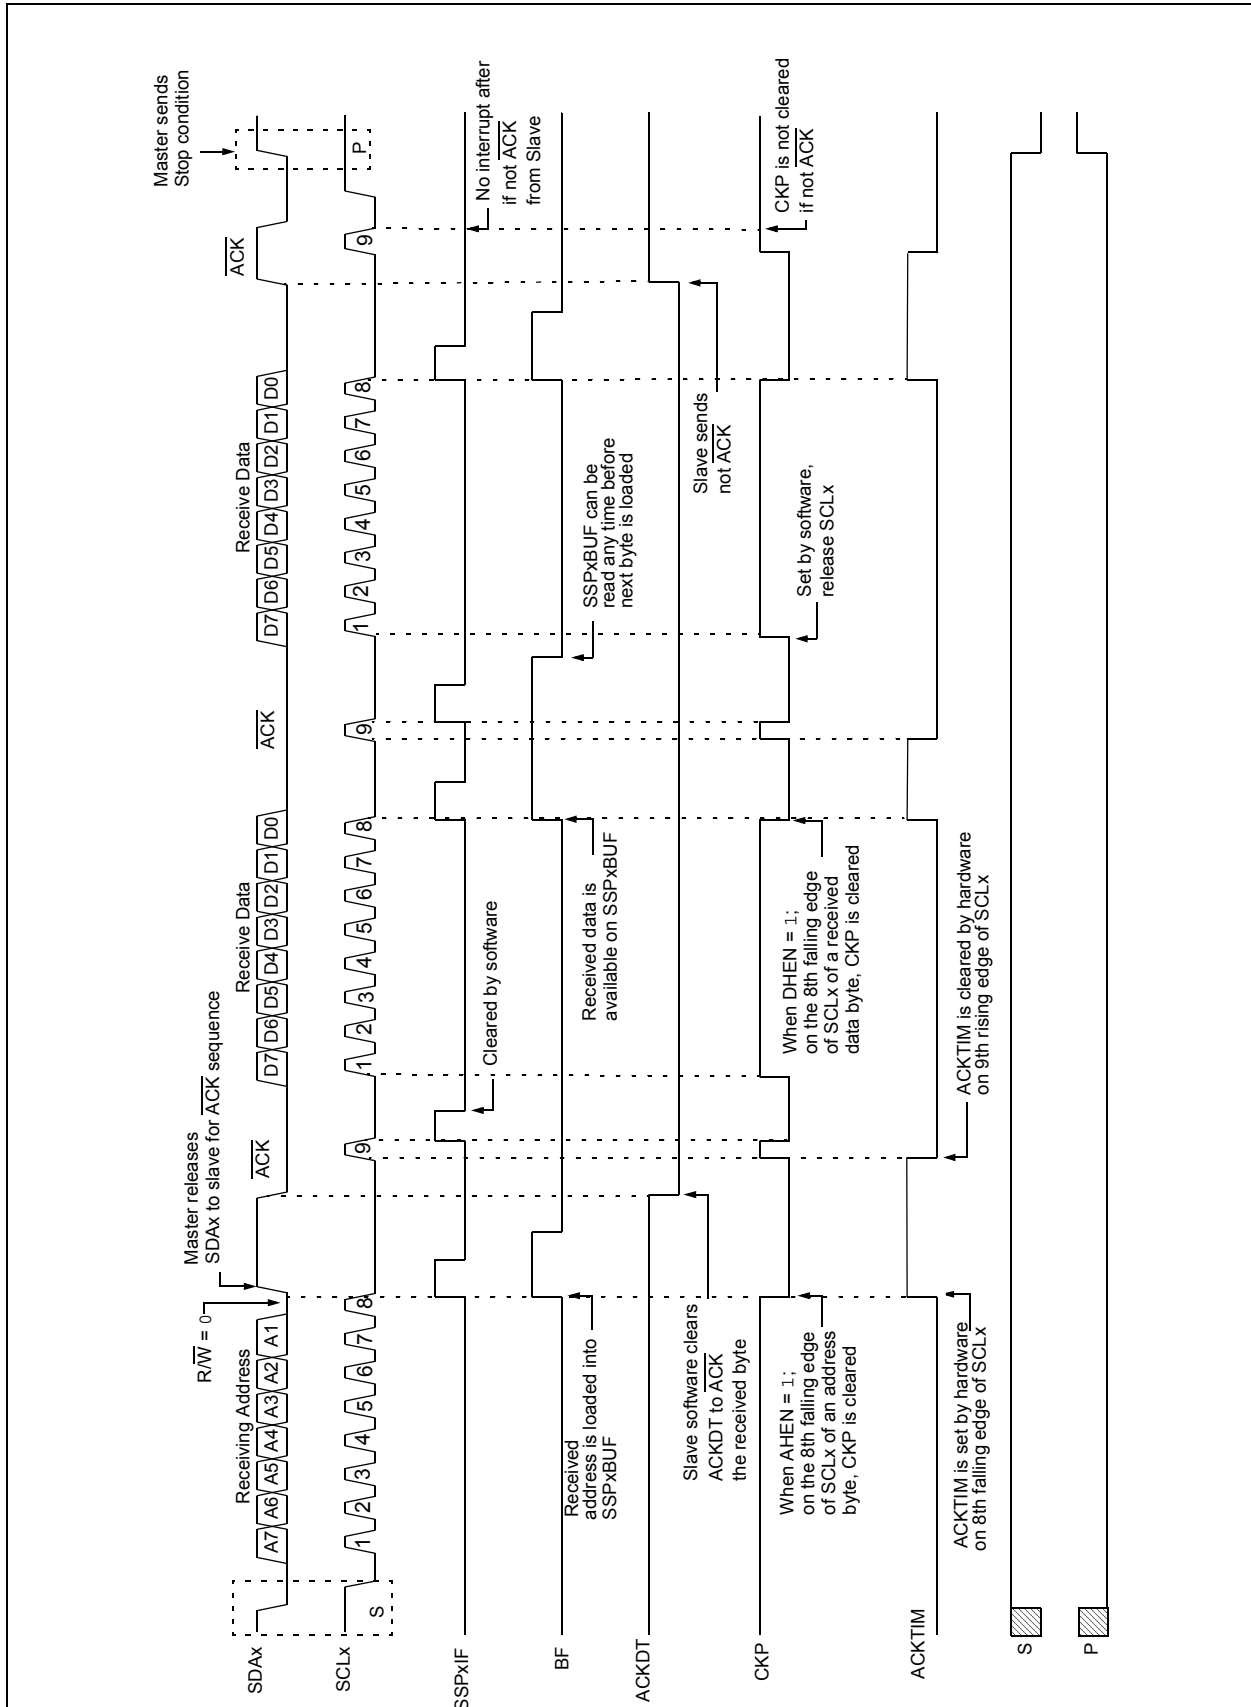 Master releases
SDAx to slave for ACK sequence
Master sends
Stop condition
R/W = 0
Receiving Address
ACK
Receive Data
ACK
Receive Data
ACK
SDAx
A7
A6
A5
A4
A3
A2
A1
D7
D6
D5
D4
D3
D2
D1
D0
D7
D6
D5
D4
D3
D2
D1
D0
SCLx
S
1
2
3
4
5
6
7
8
9
1
2
3
4
5
6
7
8
9
1
2
3
4
5
6
7
8
9
P
SSPxIF
Cleared by software
No interrupt after
if not ACK
from Slave
BF
Received
address is loaded into
SSPxBUF
Received data is
available on SSPxBUF
SSPxBUF can be
read any time before
next byte is loaded
ACKDT
Slave software clears
ACKDT to ACK
the received byte
Slave sends
not ACK
CKP
When AHEN = 1;
on the 8th falling edge
of SCLx of an address
byte, CKP is cleared
When DHEN = 1;
on the 8th falling edge
of SCLx of a received
data byte, CKP is cleared
Set by software,
release SCLx
CKP is not cleared
if not ACK
ACKTIM
ACKTIM is set by hardware
on 8th falling edge of SCLx
ACKTIM is cleared by hardware
on 9th rising edge of SCLx
S
P